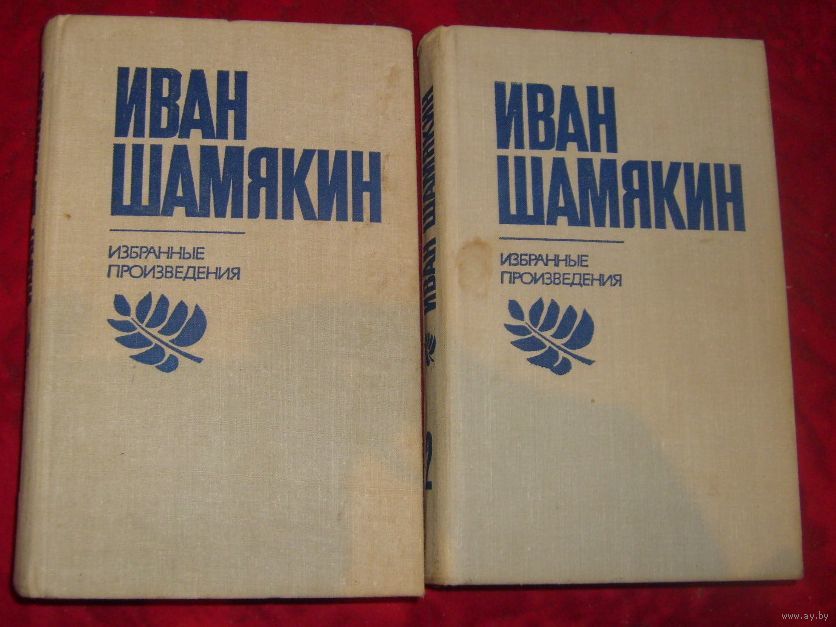 ИВАН
ШАМЯКИН
ИЗБРАННЫЕ
ПРОИЗВЕДЕНИЯ
ИВАН ШАМЯКИН
2
ИВАН
ШАМЯКИН
ИЗБРАННЫЕ
ПРОИЗВЕДЕНИЯ
www.ay.by